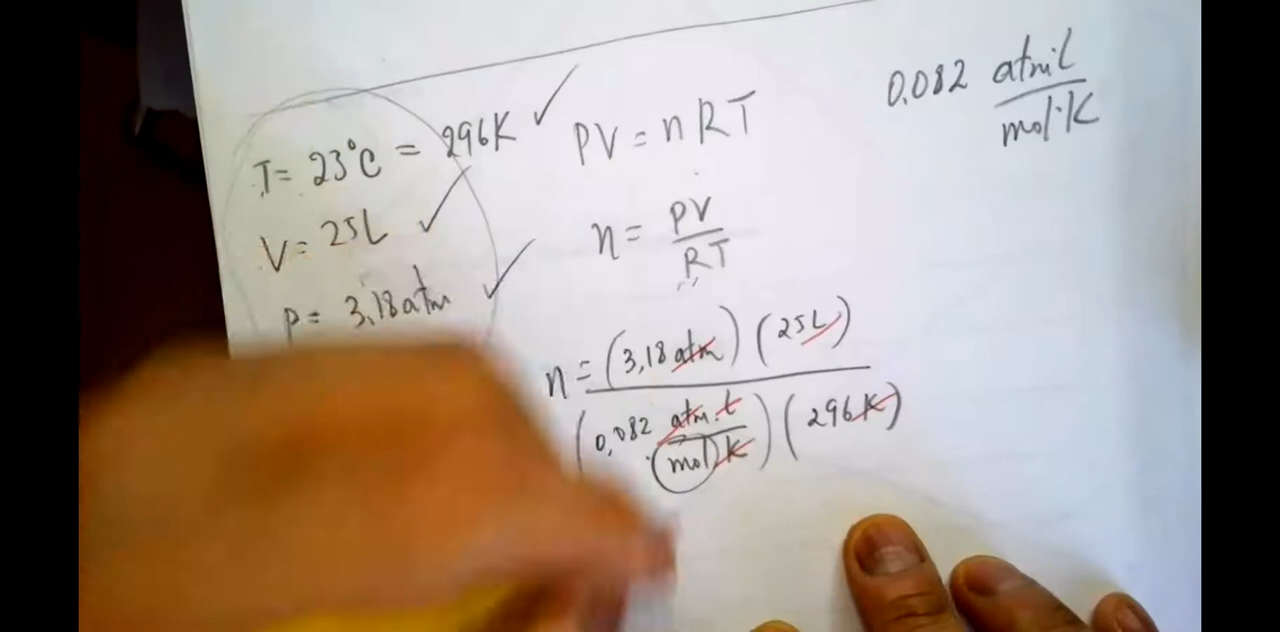 T= 23°C = 296K ✓
V= 25L ✓
P= 3,18 atm ✓
PV = nRT
n = PV / RT
0,082 atm·L / mol·K
n = (3,18 atm) (25L)
(0,082 atm·L / mol·K) (296K)